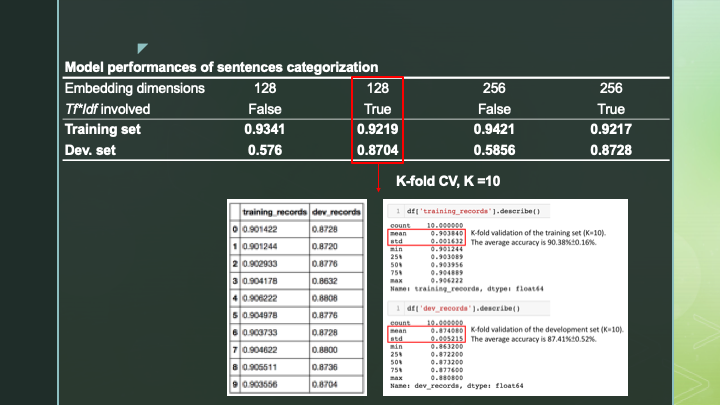 Model performances of sentences categorization
Embedding dimensions 128 128 256 256
Tf*Idf involved False True False True
Training set 0.9341 0.9219 0.9421 0.9217
Dev. set 0.576 0.8704 0.5856 0.8728
K-fold CV, K =10
training_records dev_records
0 0.901422 0.8728
1 0.901244 0.8720
2 0.902933 0.8776
3 0.904178 0.8632
4 0.906222 0.8808
5 0.904978 0.8776
6 0.903733 0.8728
7 0.904622 0.8800
8 0.905511 0.8736
9 0.903556 0.8704
1 df['training_records'].describe()
count 10.000000
mean 0.903840 K-fold validation of the training set (K=10).
std 0.001632 The average accuracy is 90.38%±0.16%.
min 0.901244
25% 0.903089
50% 0.903956
75% 0.904889
max 0.906222
Name: training_records, dtype: float64
1 df['dev_records'].describe()
count 10.000000
mean 0.874080 K-fold validation of the development set (K=10).
std 0.005215 The average accuracy is 87.41%±0.52%.
min 0.863200
25% 0.872200
50% 0.873200
75% 0.877600
max 0.880800
Name: dev_records, dtype: float64